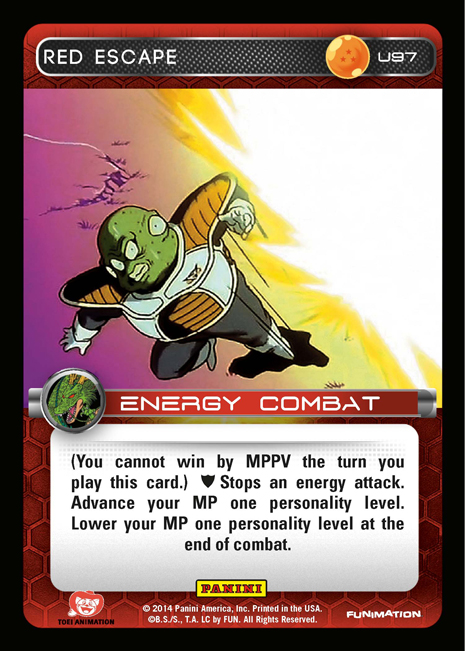 RED ESCAPE
U97
ENERGY COMBAT
(You cannot win by MPPV the turn you
play this card.) Stops an energy attack.
Advance your MP one personality level.
Lower your MP one personality level at the
end of combat.
PANINI
TOEI ANIMATION
© 2014 Panini America, Inc. Printed in the USA.
©B.S./S., T.A. LC by FUN. All Rights Reserved.
FUNIMATION